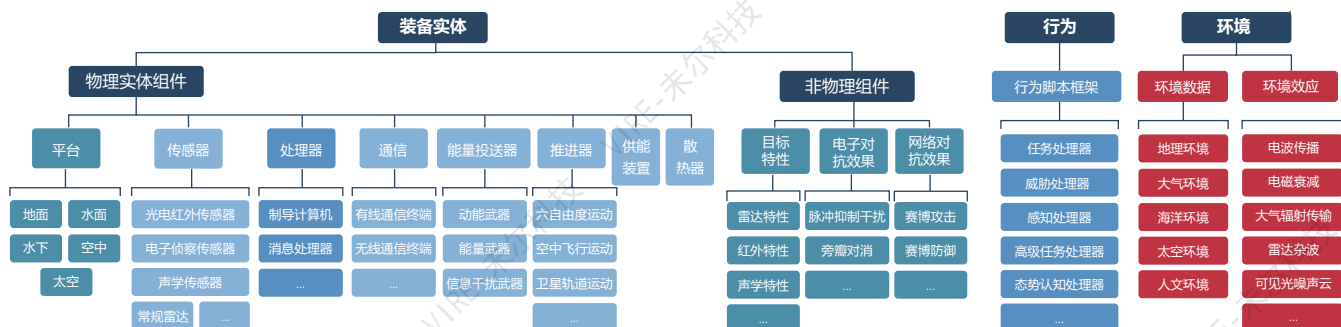 装备实体
行为
环境
物理实体组件
非物理组件
行为脚本框架
环境数据
环境效应
平台
传感器
处理器
通信
能量投送器
推进器
供能
装置
散
热器
目标
特性
电子对
抗效果
网络对
抗效果
地面
水面
水下
空中
太空
光电红外传感器
电子侦察传感器
声学传感器
常规雷达
...
制导计算机
消息处理器
...
有线通信终端
无线通信终端
...
动能武器
能量武器
信息干扰武器
六自由度运动
空中飞行运动
卫星轨道运动
...
雷达特性
红外特性
声学特性
...
脉冲抑制干扰
旁瓣对消
...
赛博攻击
赛博防御
...
任务处理器
威胁处理器
感知处理器
高级任务处理器
态势认知处理器
...
地理环境
大气环境
海洋环境
太空环境
人文环境
电波传播
电磁衰减
大气辐射传输
雷达杂波
可见光噪声云
...
VIRE-未尔科技
VIRE-未尔科技